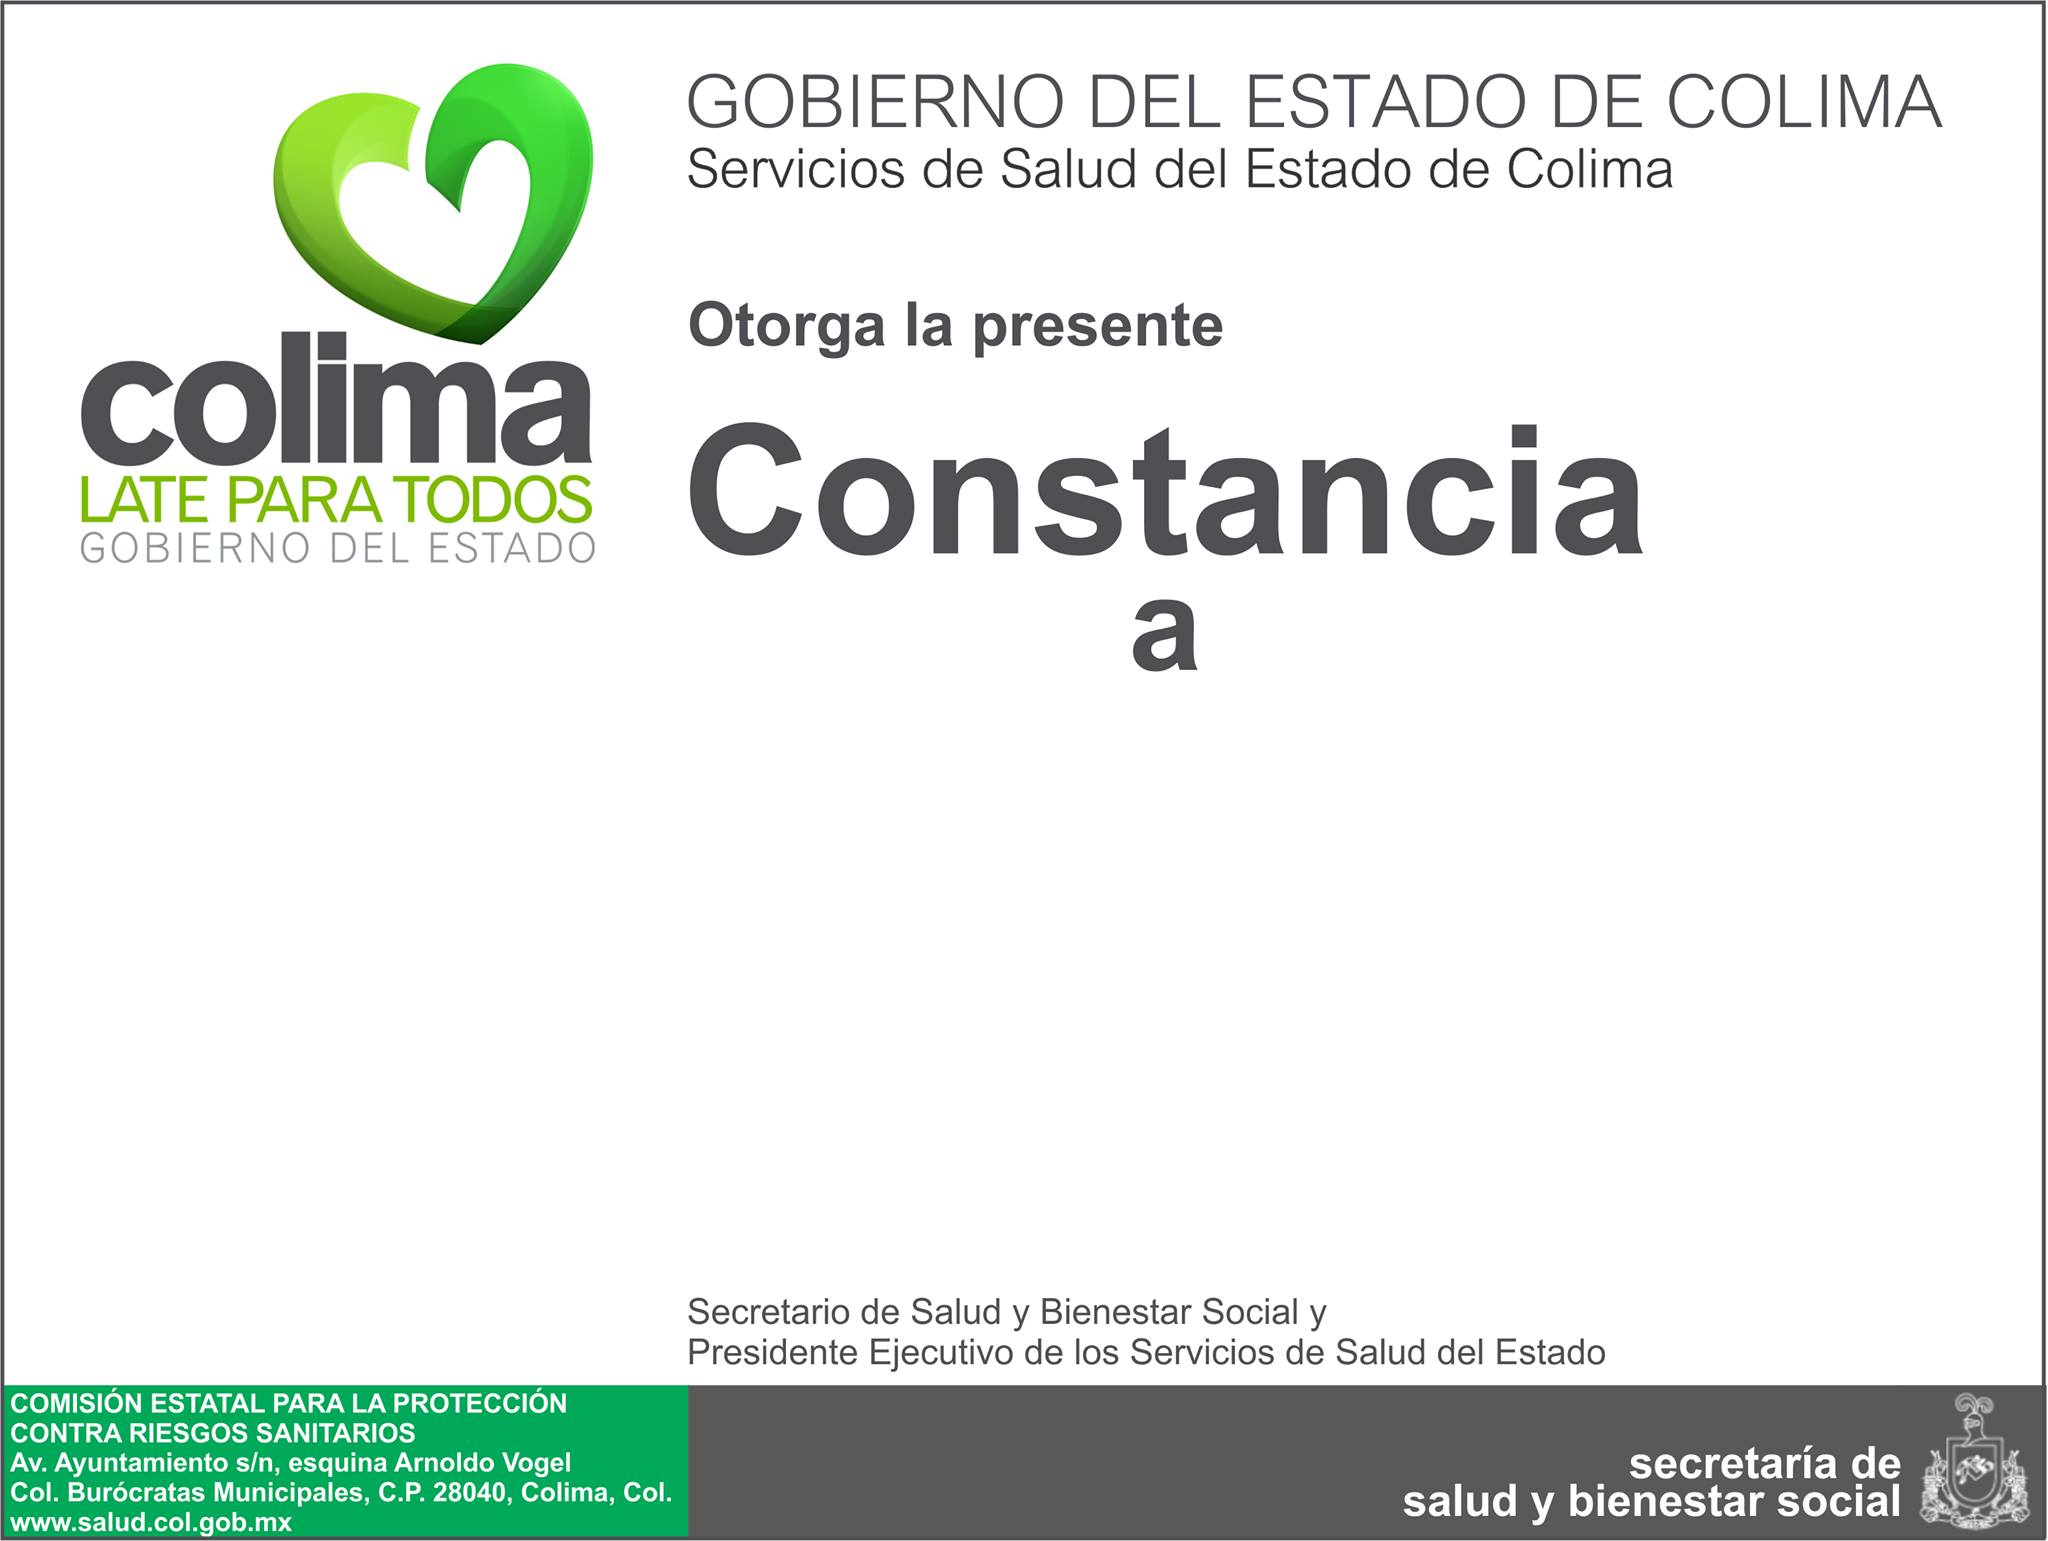 GOBIERNO DEL ESTADO DE COLIMA
Servicios de Salud del Estado de Colima
Otorga la presente
Constancia
a
colima
LATE PARA TODOS
GOBIERNO DEL ESTADO
Secretario de Salud y Bienestar Social y
Presidente Ejecutivo de los Servicios de Salud del Estado
COMISIÓN ESTATAL PARA LA PROTECCIÓN
CONTRA RIESGOS SANITARIOS
Av. Ayuntamiento s/n, esquina Arnoldo Vogel
Col. Burócratas Municipales, C.P. 28040, Colima, Col.
www.salud.col.gob.mx
secretaría de
salud y bienestar social